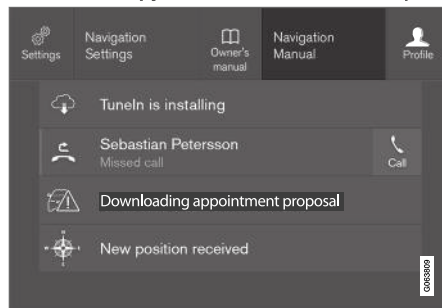 Settings
Navigation
Settings
Owner's
manual
Navigation
Manual
Profile
TuneIn is installing
Sebastian Petersson
Missed call
Call
Downloading appointment proposal
New position received
G063809